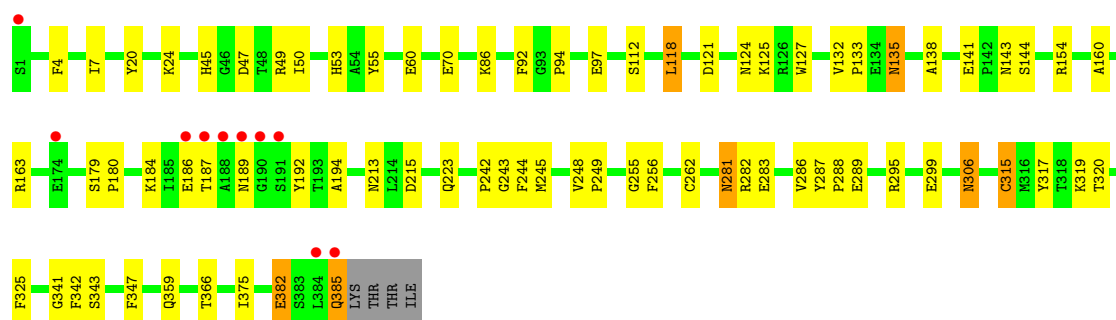 S1 F4 I7 Y20 K24 H45 G46 D47 T48 R49 I50 H53 A54 Y55 E60 E70 K86 F92 G93 P94 E97 S112 L118 D121 N124 K125 R126 W127 V132 P133 E134 N135 A138 E141 P142 N143 S144 R154 A160
R163 E174 S179 P180 K184 I185 E186 T187 A188 N189 G190 S191 Y192 T193 A194 N213 L214 D215 Q223 P242 G243 F244 M245 V248 P249 G255 F256 C262 N281 R282 E283 V286 Y287 P288 E289 R295 E299 N306 C315 M316 Y317 T318 K319 T320
F325 G341 F342 S343 F347 Q359 T366 I375 E382 S383 L384 Q385 LYS THR THR ILE